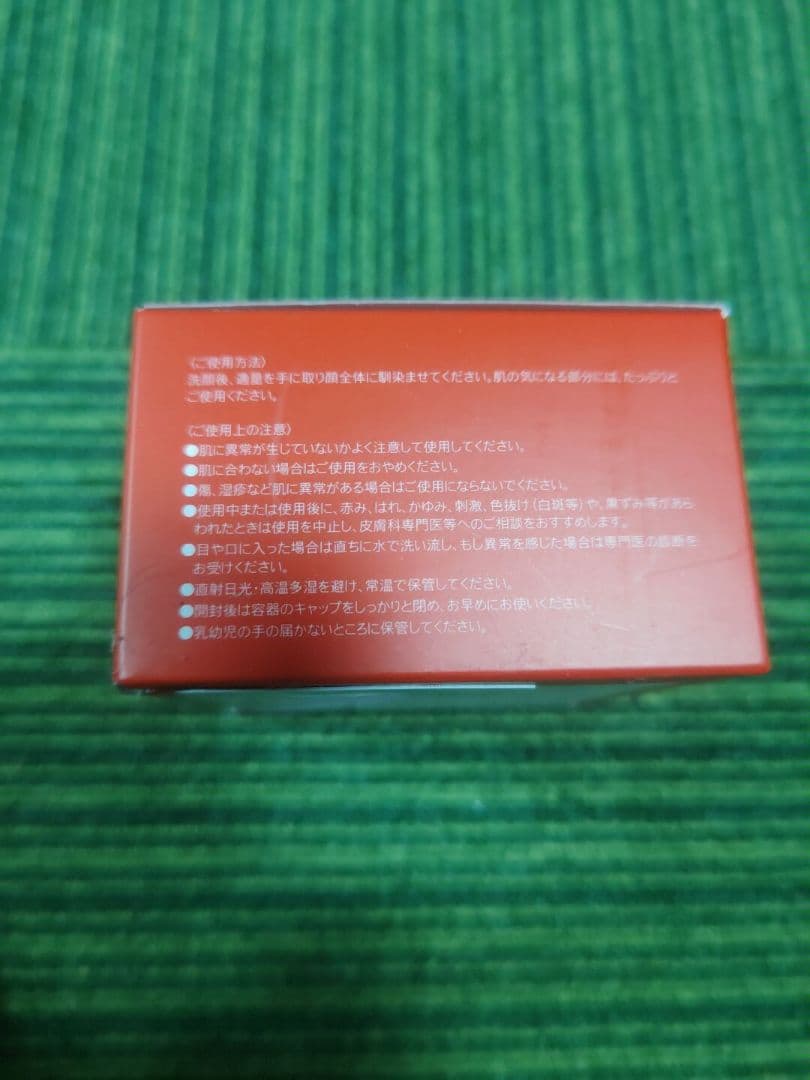 〈ご使用方法〉
洗顔後、適量を手に取り顔全体に馴染ませてください。肌の気になる部分には、たっぷりと
ご使用ください。
〈ご使用上の注意〉
●肌に異常が生じていないかよく注意して使用してください。
●肌に合わない場合はご使用をおやめください。
●傷、湿疹など肌に異常がある場合はご使用にならないでください。
●使用中または使用後に、赤み、はれ、かゆみ、刺激、色抜け(白斑等)や、黒ずみ等があら
われたときは使用を中止し、皮膚科専門医等へのご相談をおすすめします。
●目や口に入った場合は直ちに水で洗い流し、もし異常を感じた場合は専門医の診断を
お受けください。
●直射日光・高温多湿を避け、常温で保管してください。
●開封後は容器のキャップをしっかりと閉め、お早めにお使いください。
●乳幼児の手の届かないところに保管してください。